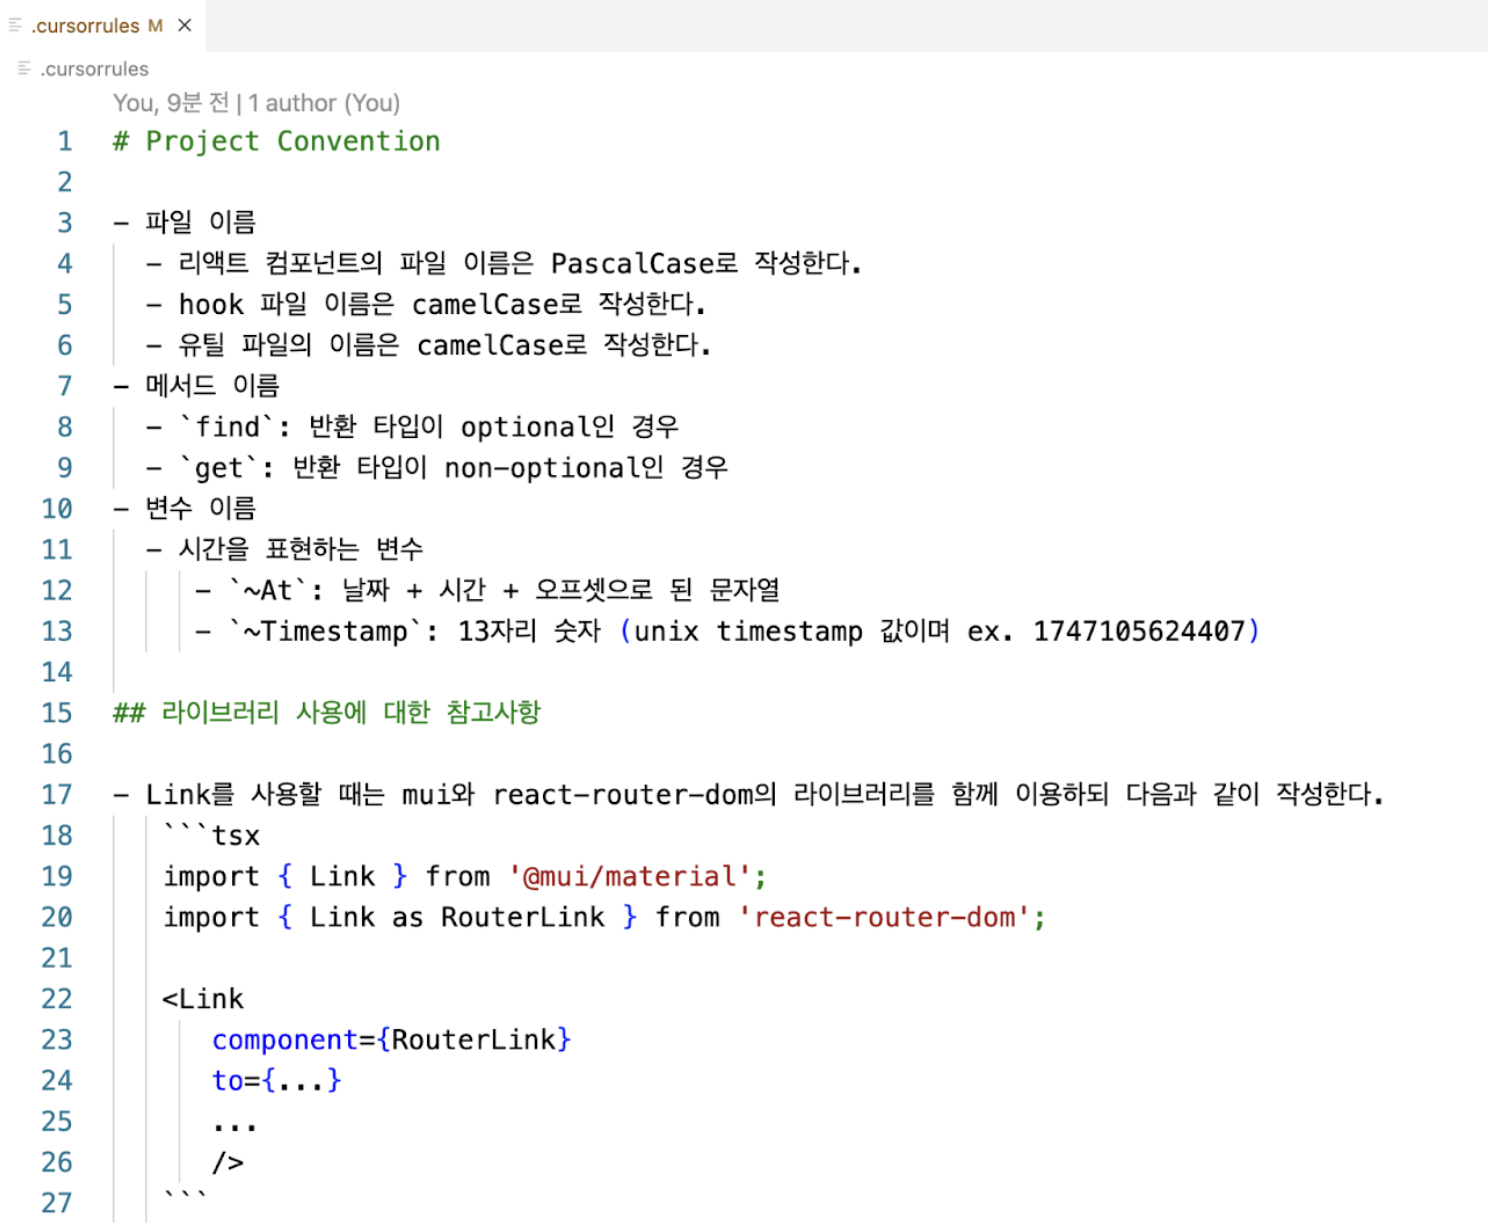 .cursorrules M ×
.cursorrules
You, 9분 전 | 1 author (You)
1 # Project Convention
2
3 - 파일 이름
4 - 리액트 컴포넌트의 파일 이름은 PascalCase로 작성한다.
5 - hook 파일 이름은 camelCase로 작성한다.
6 - 유틸 파일의 이름은 camelCase로 작성한다.
7 - 메서드 이름
8 - `find`: 반환 타입이 optional인 경우
9 - `get`: 반환 타입이 non-optional인 경우
10 - 변수 이름
11 - 시간을 표현하는 변수
12 - `~At`: 날짜 + 시간 + 오프셋으로 된 문자열
13 - `~Timestamp`: 13자리 숫자 (unix timestamp 값이며 ex. 1747105624407)
14
15 ## 라이브러리 사용에 대한 참고사항
16
17 - Link를 사용할 때는 mui와 react-router-dom의 라이브러리를 함께 이용하되 다음과 같이 작성한다.
18 ```tsx
19 import { Link } from '@mui/material';
20 import { Link as RouterLink } from 'react-router-dom';
21
22 <Link
23 component={RouterLink}
24 to={...}
25 ...
26 />
27 ```